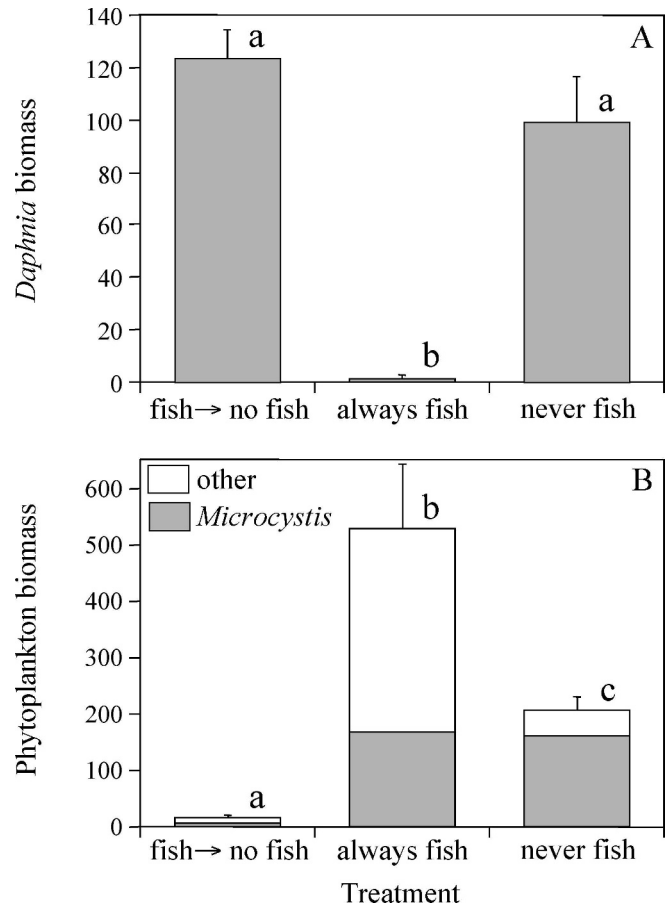 A
Daphnia biomass
140
120
100
80
60
40
20
0
a
b
a
fish→ no fish
always fish
never fish
B
Phytoplankton biomass
other
Microcystis
600
500
400
300
200
100
0
a
b
c
fish→ no fish
always fish
never fish
Treatment